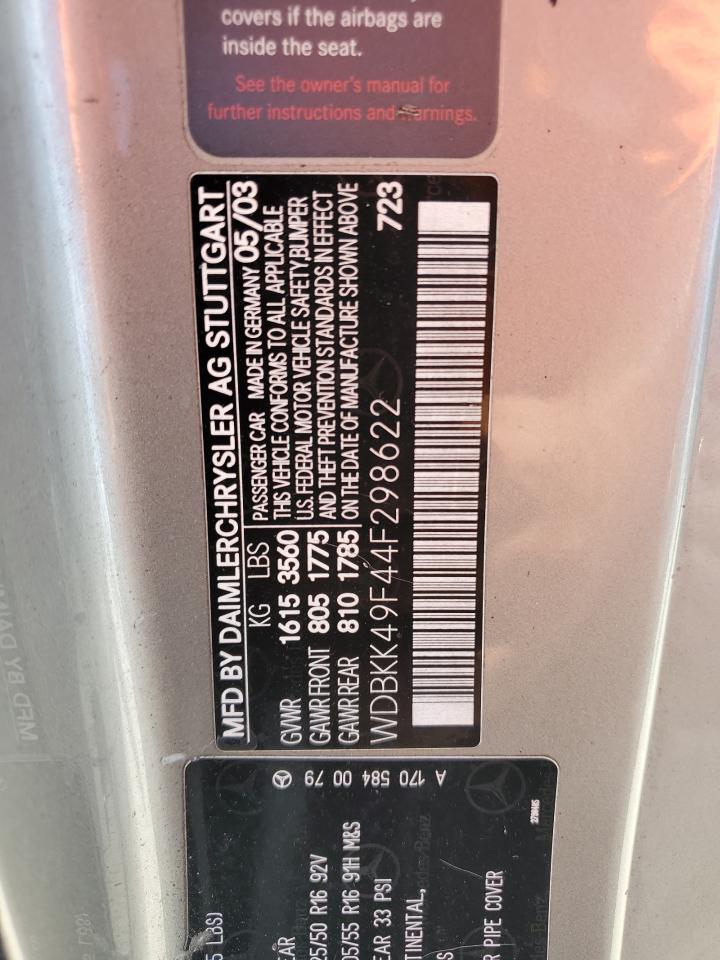 covers if the airbags are
inside the seat.
See the owner's manual for
further instructions and warnings.
MFD BY DAIMLERCHRYSLER AG STUTTGART
KG LBS
GVWR 1615 3560
GAWR FRONT 805 1775
GAWR REAR 810 1785
PASSENGER CAR MADE IN GERMANY 05/03
THIS VEHICLE CONFORMS TO ALL APPLICABLE
U.S. FEDERAL MOTOR VEHICLE SAFETY,BUMPER
AND THEFT PREVENTION STANDARDS IN EFFECT
ON THE DATE OF MANUFACTURE SHOWN ABOVE
WDBKK49F44F298622 723
A 170 584 00 79
LBS)
25/50 R16 92V
05/55 R16 91H M&S
33 PSI
PIPE COVER
MFD BY